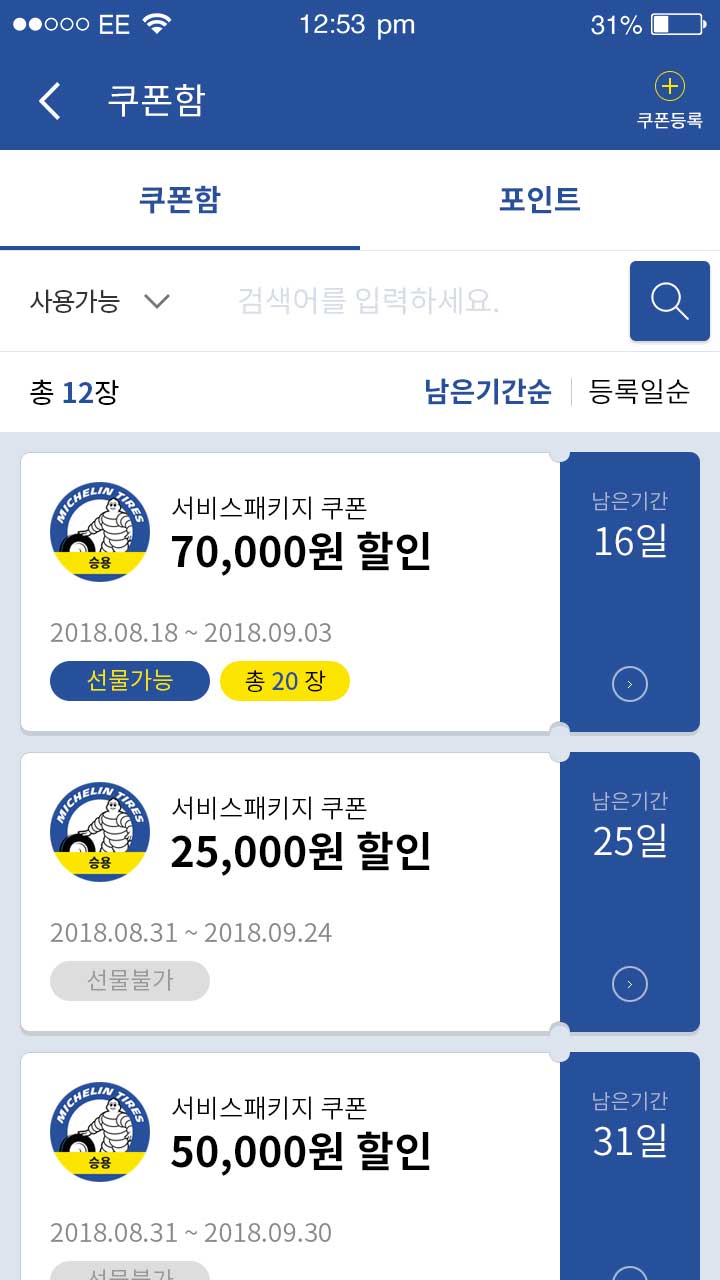 EE 12:53 pm 31%
쿠폰함
쿠폰등록
쿠폰함 포인트
사용가능 검색어를 입력하세요.
총 12장 남은기간순 등록일순
MICHELIN TIRES
승용
서비스패키지 쿠폰
70,000원 할인
2018.08.18 ~ 2018.09.03
선물가능 총 20 장
남은기간
16일
MICHELIN TIRES
승용
서비스패키지 쿠폰
25,000원 할인
2018.08.31 ~ 2018.09.24
선물불가
남은기간
25일
MICHELIN TIRES
승용
서비스패키지 쿠폰
50,000원 할인
2018.08.31 ~ 2018.09.30
선물불가
남은기간
31일